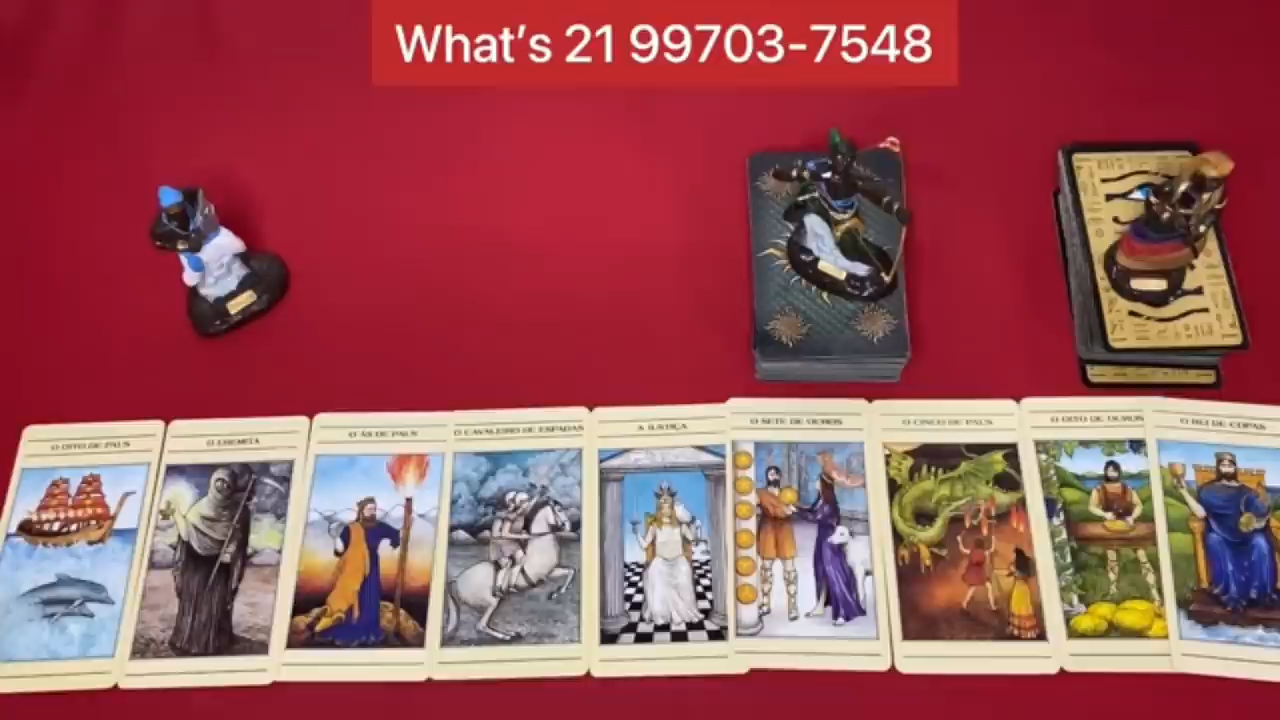 What's 21 99703-7548
O OITO DE PAUS
O EREMITA
O ÁS DE PAUS
O CAVALEIRO DE ESPADAS
A JUSTIÇA
O SETE DE OUROS
O CINCO DE PAUS
O OITO DE OUROS
O REI DE COPAS